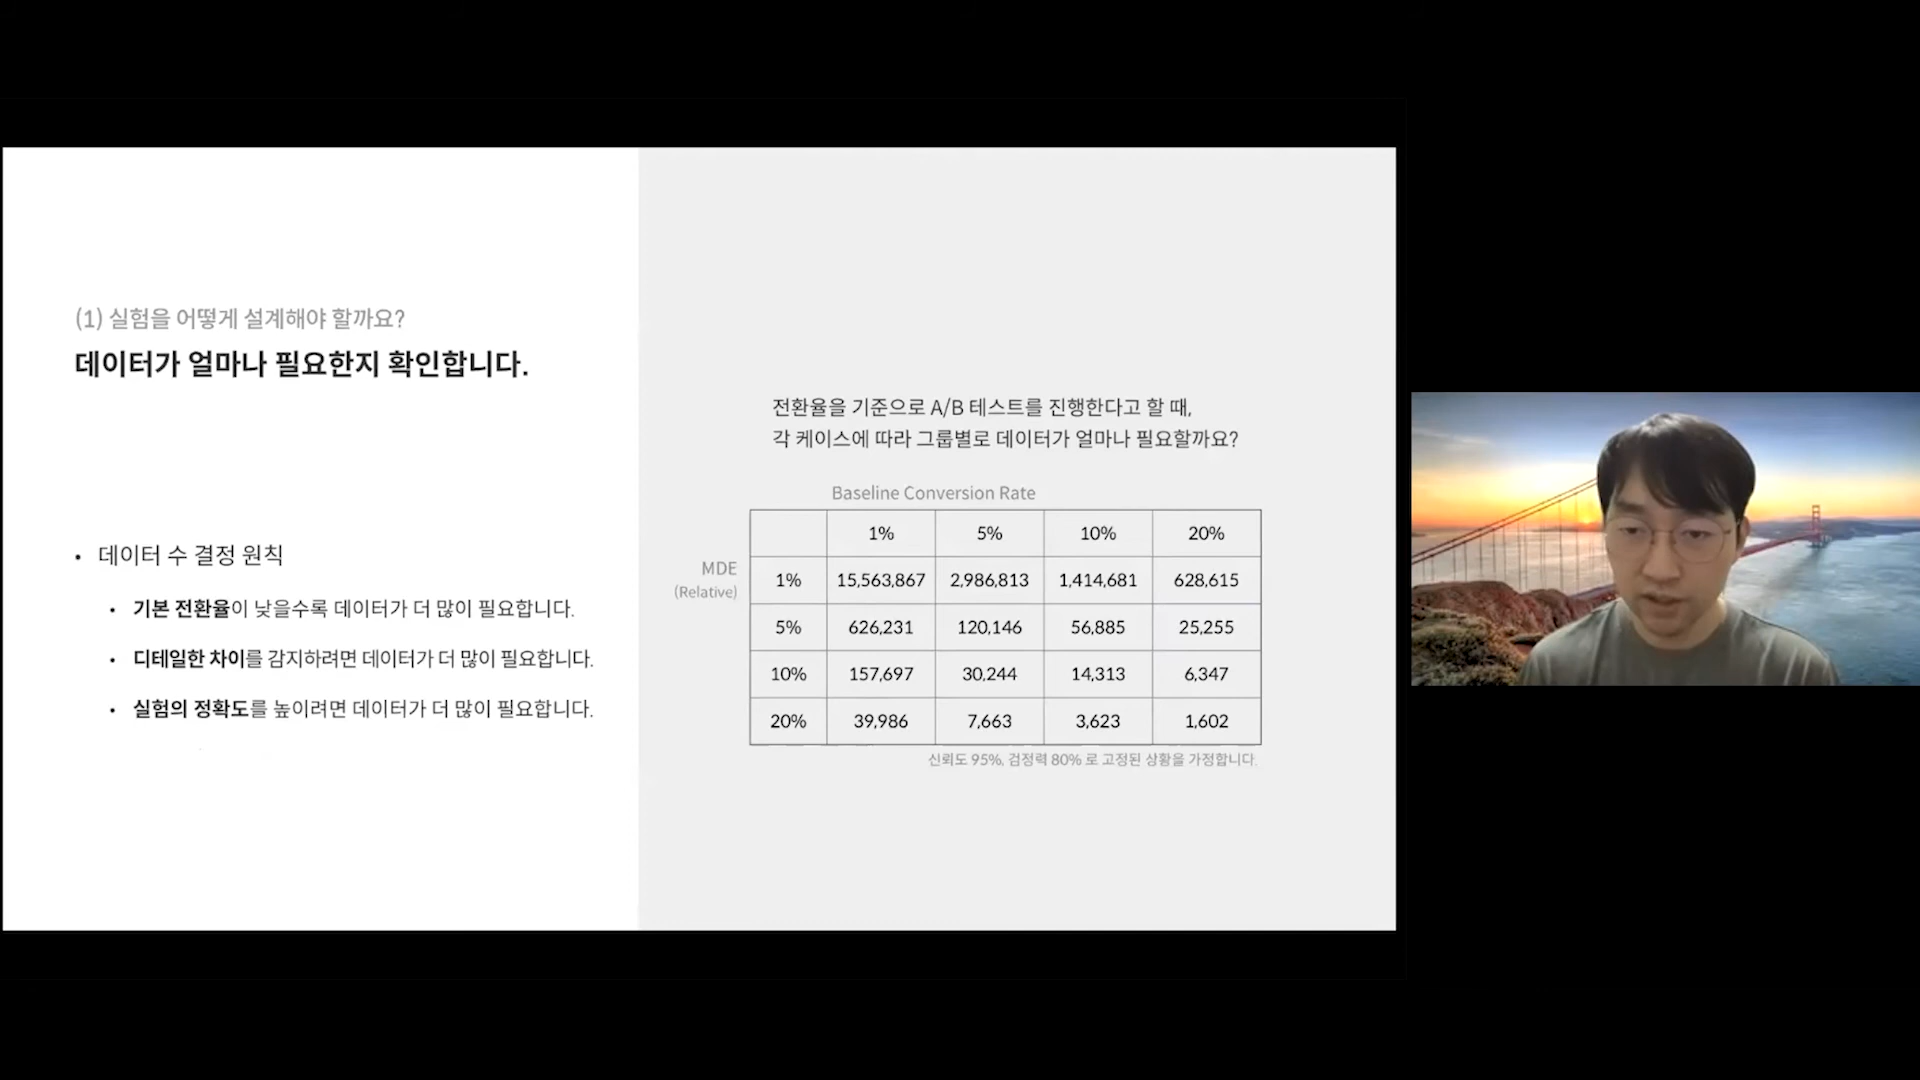 (1) 실험을 어떻게 설계해야 할까요?
데이터가 얼마나 필요한지 확인합니다.
• 데이터 수 결정 원칙
• 기본 전환율이 낮을수록 데이터가 더 많이 필요합니다.
• 디테일한 차이를 감지하려면 데이터가 더 많이 필요합니다.
• 실험의 정확도를 높이려면 데이터가 더 많이 필요합니다.
전환율을 기준으로 A/B 테스트를 진행한다고 할 때,
각 케이스에 따라 그룹별로 데이터가 얼마나 필요할까요?
Baseline Conversion Rate
1% 5% 10% 20%
MDE
(Relative)
1% 15,563,867 2,986,813 1,414,681 628,615
5% 626,231 120,146 56,885 25,255
10% 157,697 30,244 14,313 6,347
20% 39,986 7,663 3,623 1,602
신뢰도 95%, 검정력 80% 로 고정된 상황을 가정합니다.